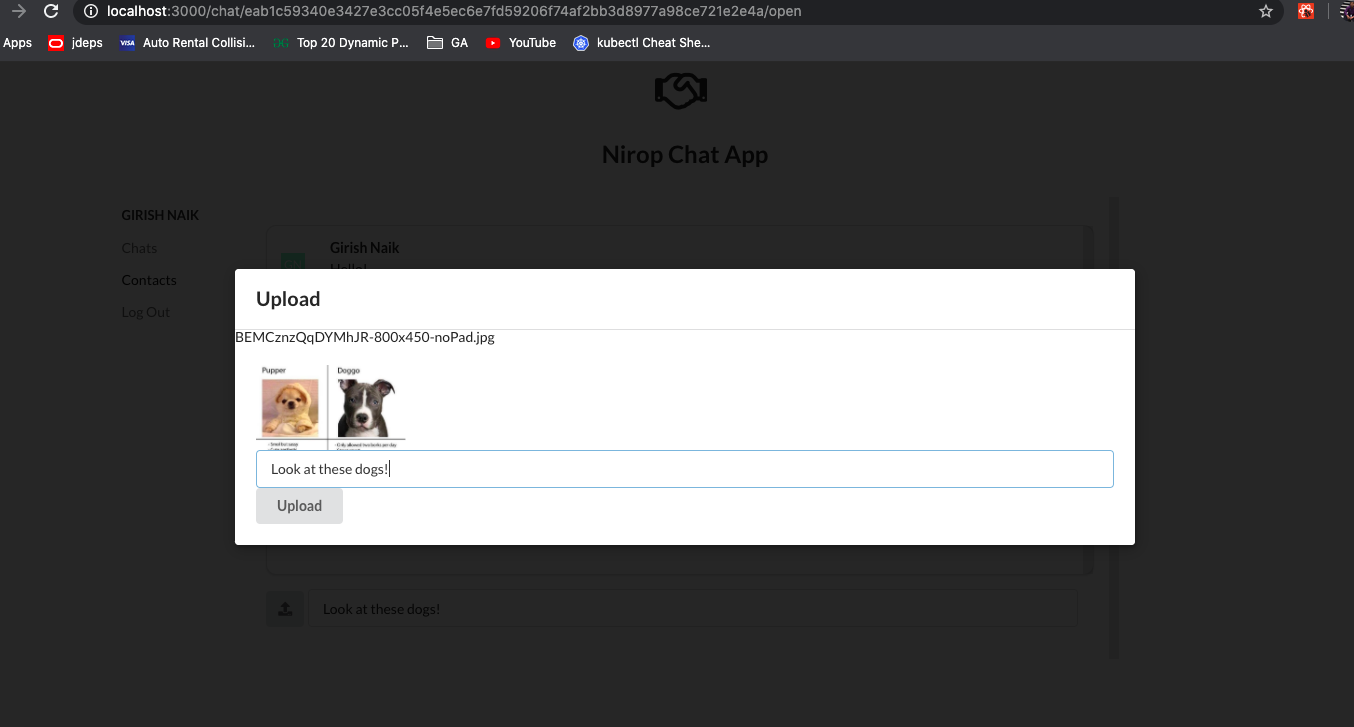 localhost:3000/chat/eab1c59340e3427e3cc05f4e5ec6e7fd59206f74af2bb3d8977a98ce721e2e4a/open
Apps jdeps VISA Auto Rental Collisi... Top 20 Dynamic P... GA YouTube kubectl Cheat She...
Nirop Chat App
GIRISH NAIK
Chats
Contacts
Log Out
Girish Naik
Hello!
Upload
BEMCznzQqDYMhJR-800x450-noPad.jpg
Pupper Doggo
Look at these dogs!
Upload
Look at these dogs!